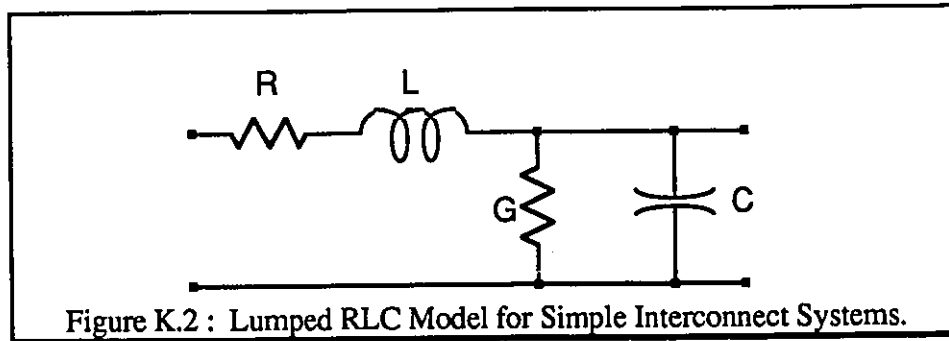 R
L
G
C
Figure K.2 : Lumped RLC Model for Simple Interconnect Systems.